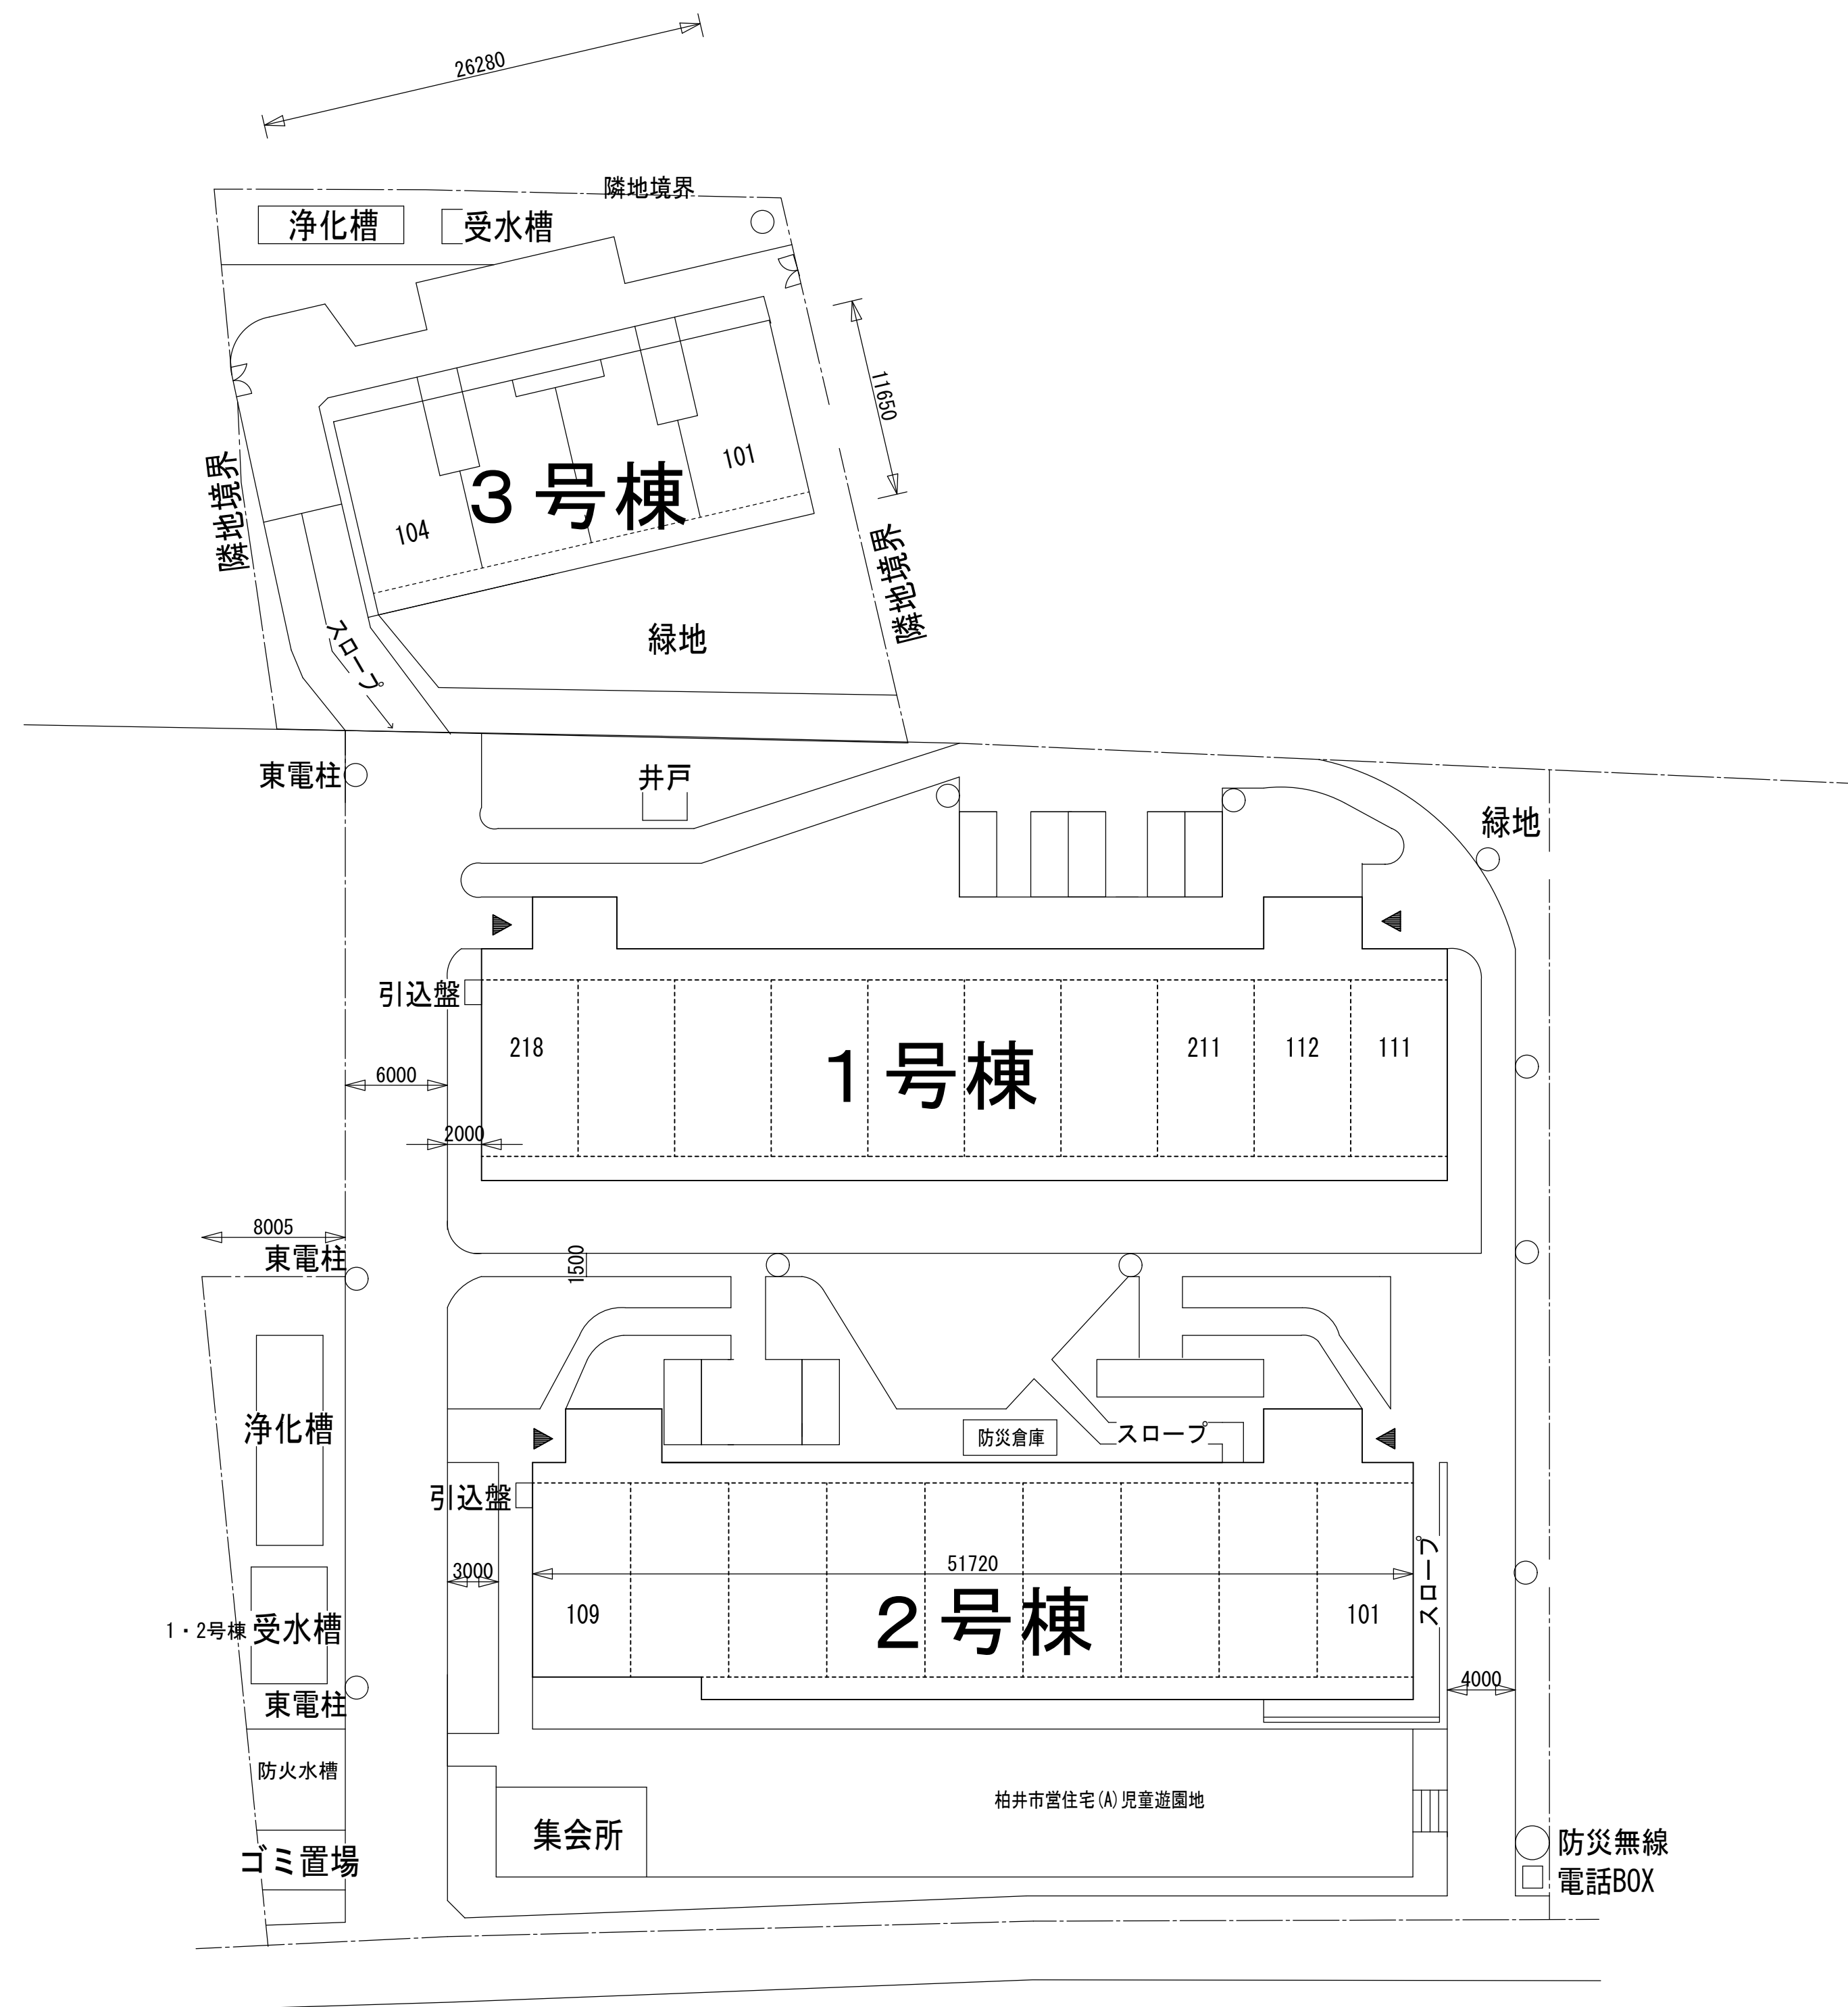 26280
隣地境界
浄化槽
受水槽
11650
101
3号棟
104
隣地境界
隣地境界
緑地
スロープ
東電柱
井戸
緑地
引込盤
218
211
112
111
1号棟
6000
2000
8005
東電柱
1500
浄化槽
スロープ
防災倉庫
引込盤
51720
3000
スロープ
109
2号棟
101
1・2号棟
受水槽
東電柱
4000
防火水槽
柏井市営住宅(A)児童遊園地
集会所
ゴミ置場
防災無線
電話BOX